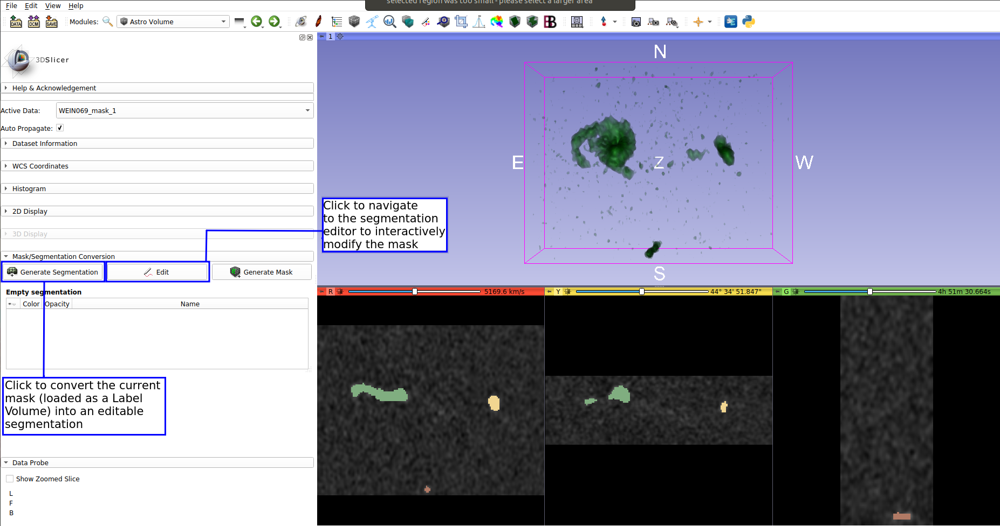 File Edit View Help
selected region was too small - please select a larger area
DATA DCM SAVE Modules: Astro Volume
1
3DSlicer
Help & Acknowledgement
Active Data: WEIN069_mask_1
Auto Propagate:
Dataset Information
WCS Coordinates
Histogram
2D Display
3D Display
Mask/Segmentation Conversion
Generate Segmentation Edit Generate Mask
Empty segmentation
Color Opacity Name
Click to convert the current
mask (loaded as a Label
Volume) into an editable
segmentation
Data Probe
Show Zoomed Slice
L
F
B
N
E Z W
S
Click to navigate
to the segmentation
editor to interactively
modify the mask
R 5169.6 km/s
Y 44° 34' 51.847"
G 4h 51m 30.664s